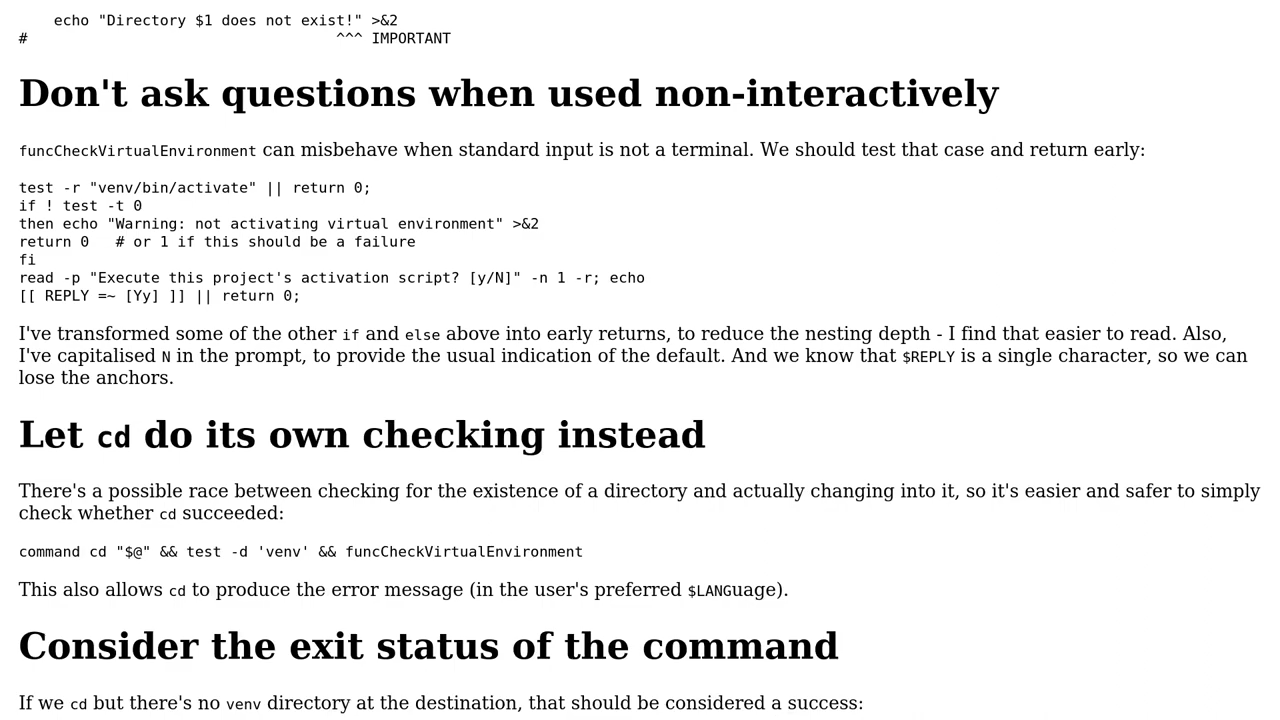 echo "Directory $1 does not exist!" >&2
#                                   ^^^ IMPORTANT
Don't ask questions when used non-interactively
funcCheckVirtualEnvironment can misbehave when standard input is not a terminal. We should test that case and return early:
test -r "venv/bin/activate" || return 0;
if ! test -t 0
then echo "Warning: not activating virtual environment" >&2
return 0   # or 1 if this should be a failure
fi
read -p "Execute this project's activation script? [y/N]" -n 1 -r; echo
[[ REPLY =~ [Yy] ]] || return 0;
I've transformed some of the other if and else above into early returns, to reduce the nesting depth - I find that easier to read. Also,
I've capitalised N in the prompt, to provide the usual indication of the default. And we know that $REPLY is a single character, so we can
lose the anchors.
Let cd do its own checking instead
There's a possible race between checking for the existence of a directory and actually changing into it, so it's easier and safer to simply
check whether cd succeeded:
command cd "$@" && test -d 'venv' && funcCheckVirtualEnvironment
This also allows cd to produce the error message (in the user's preferred $LANGuage).
Consider the exit status of the command
If we cd but there's no venv directory at the destination, that should be considered a success: